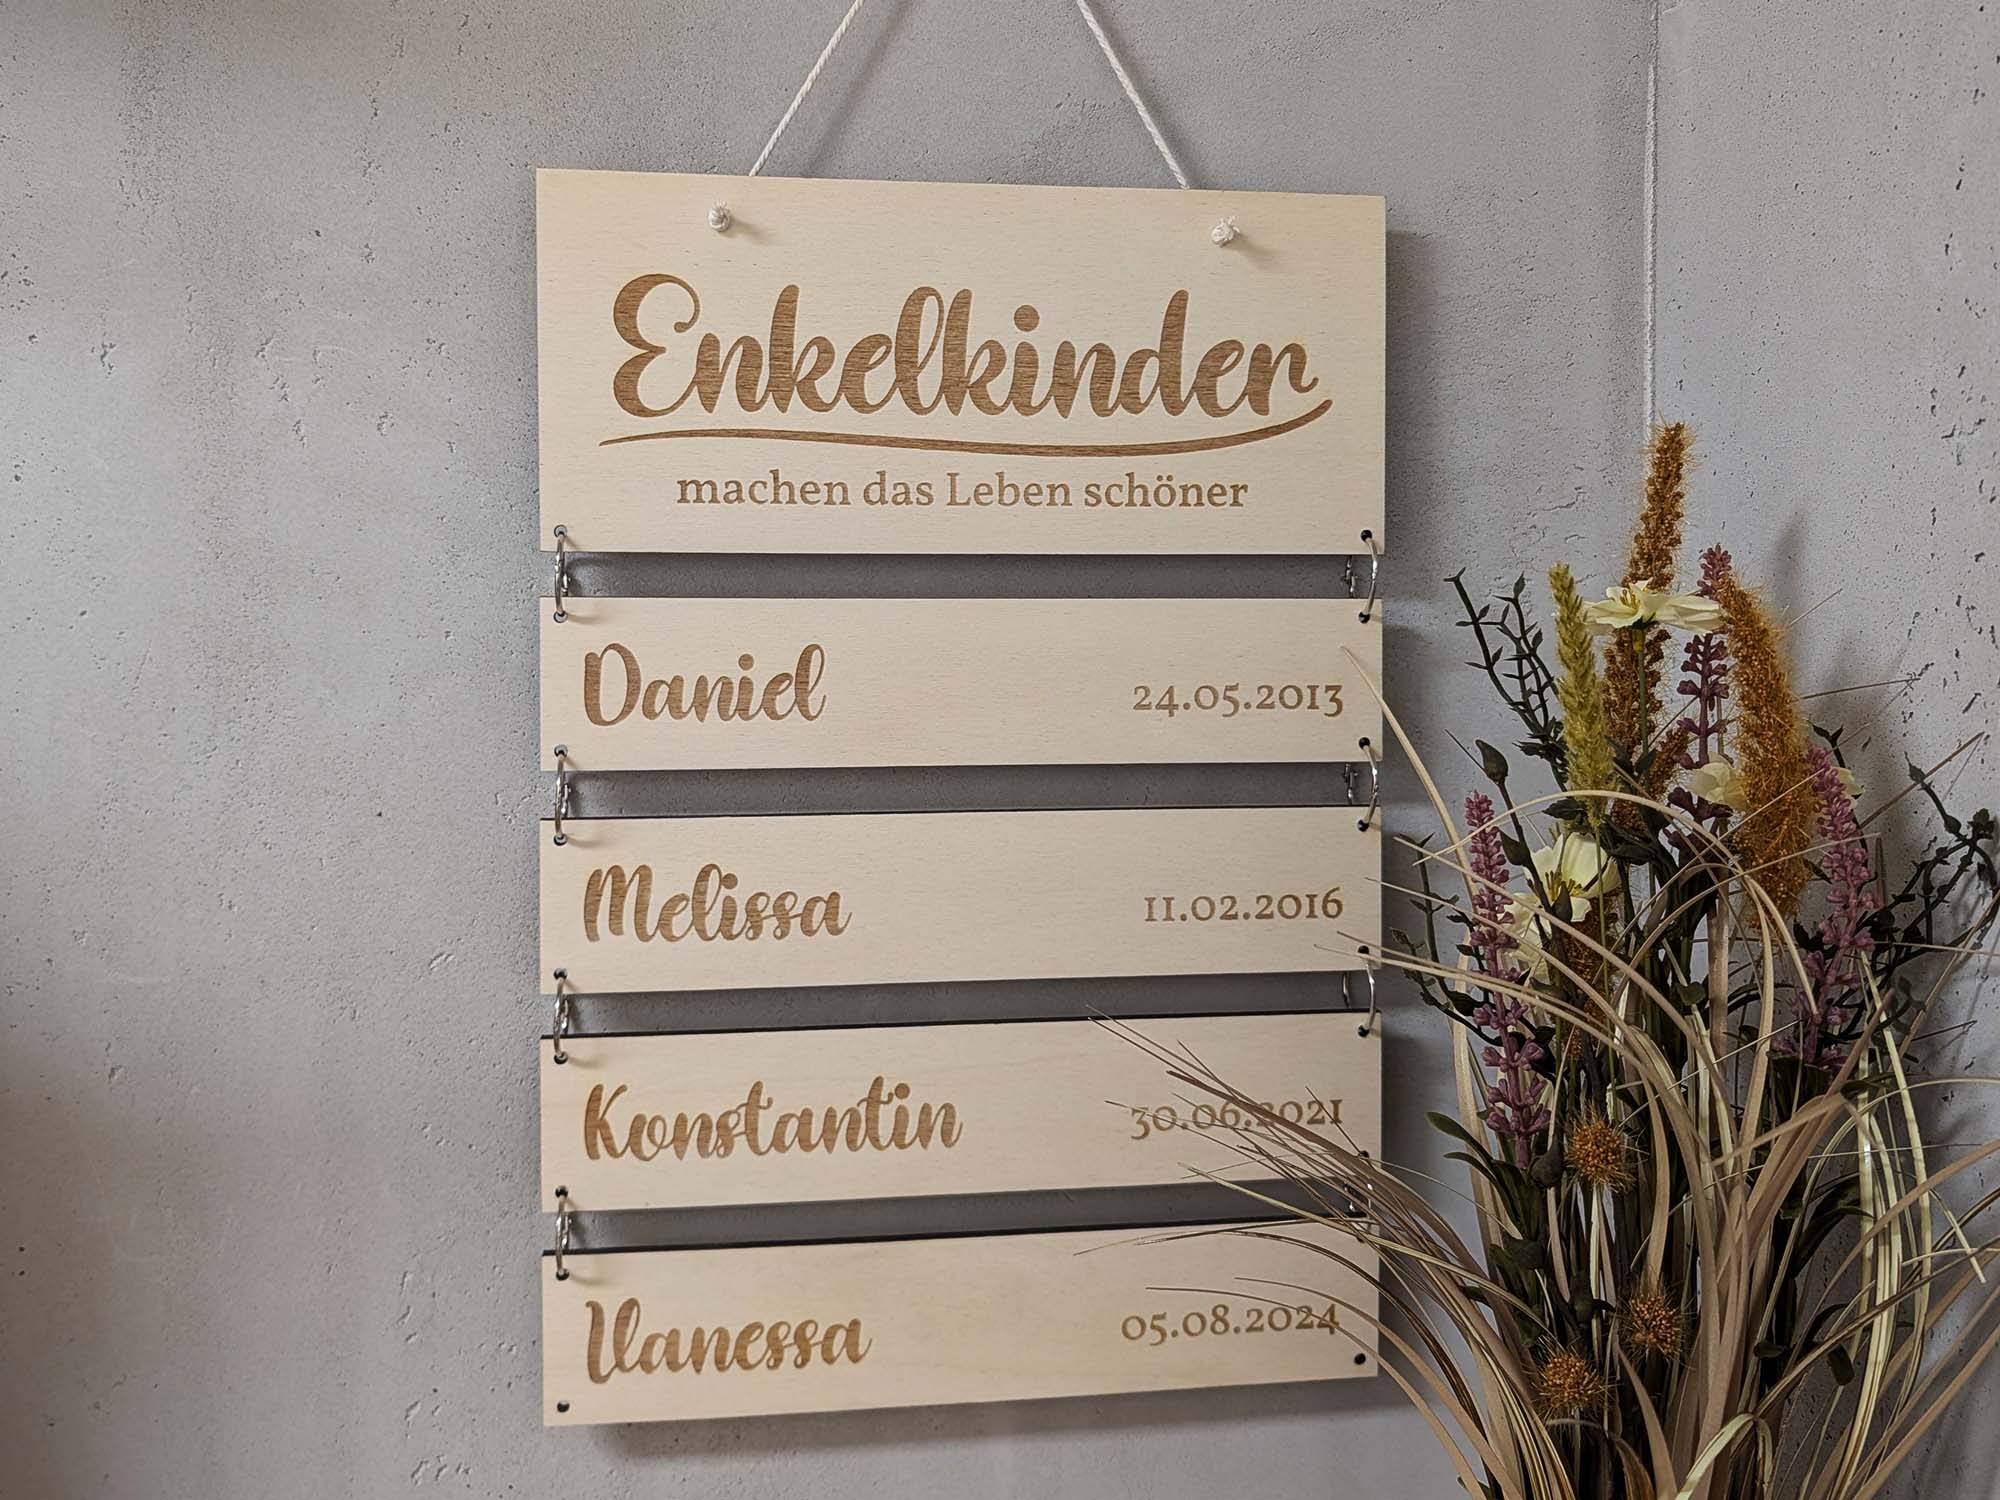 Enkelkinder
machen das Leben schöner
Daniel 24.05.2013
Melissa 11.02.2016
Konstantin 30.06.2021
Vanessa 05.08.2024